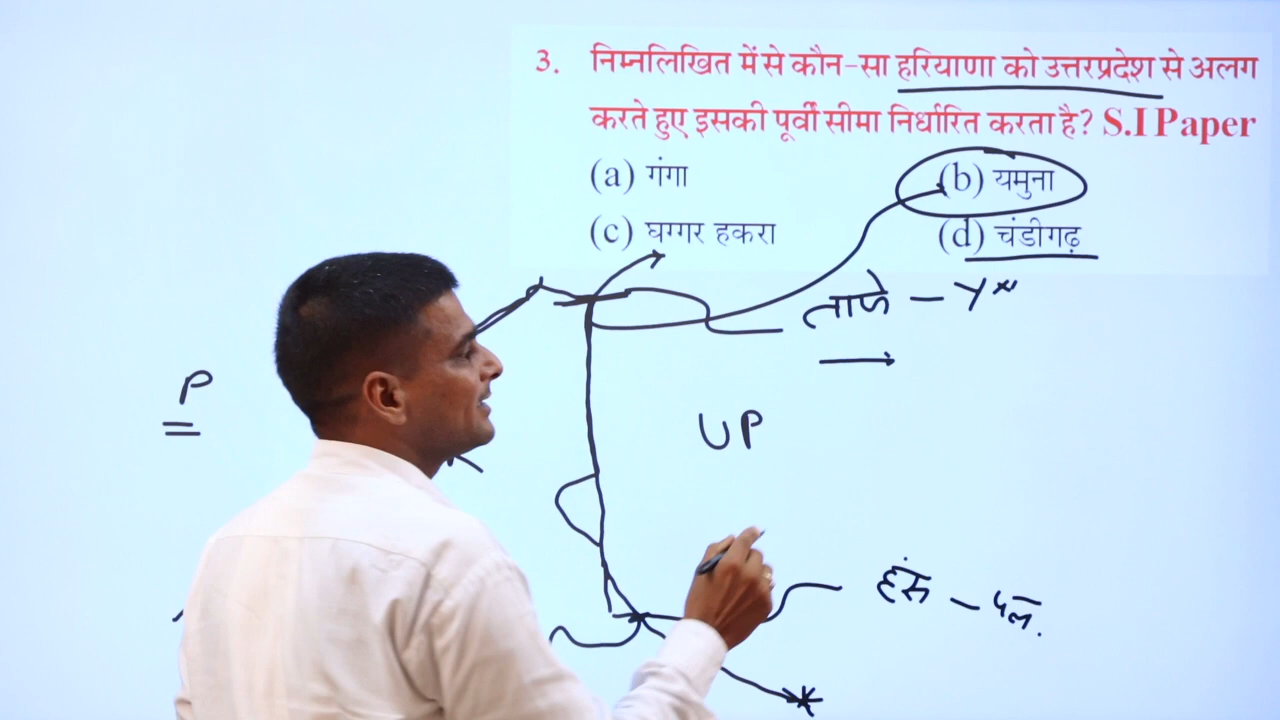 3. निम्नलिखित में से कौन-सा हरियाणा को उत्तरप्रदेश से अलग
करते हुए इसकी पूर्वी सीमा निर्धारित करता है? S.I Paper
(a) गंगा (b) यमुना
(c) घग्गर हकरा (d) चंडीगढ़
P
UP